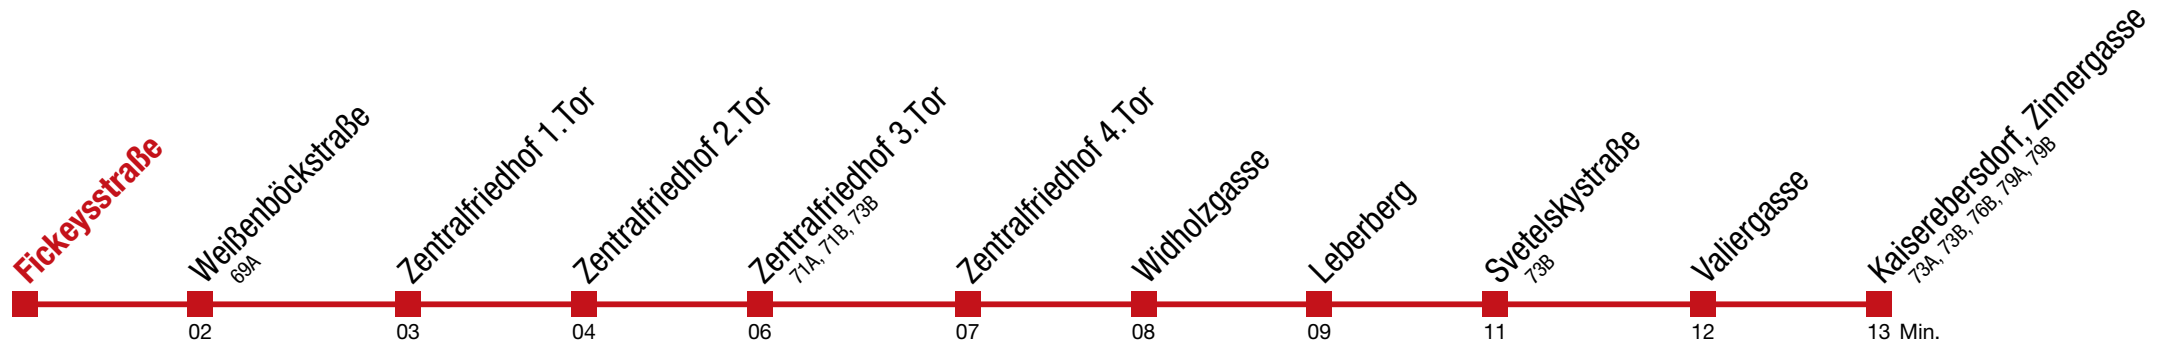 Fickeysstraße
Weißenböckstraße
69A
Zentralfriedhof 1.Tor
Zentralfriedhof 2.Tor
Zentralfriedhof 3.Tor
71A, 71B, 73B
Zentralfriedhof 4.Tor
Widholzgasse
Leberberg
Svetelskystraße
73B
Valiergasse
Kaiserebersdorf, Zinnergasse
73A, 73B, 76B, 79A, 79B
02 03 04 06 07 08 09 11 12 13 Min.